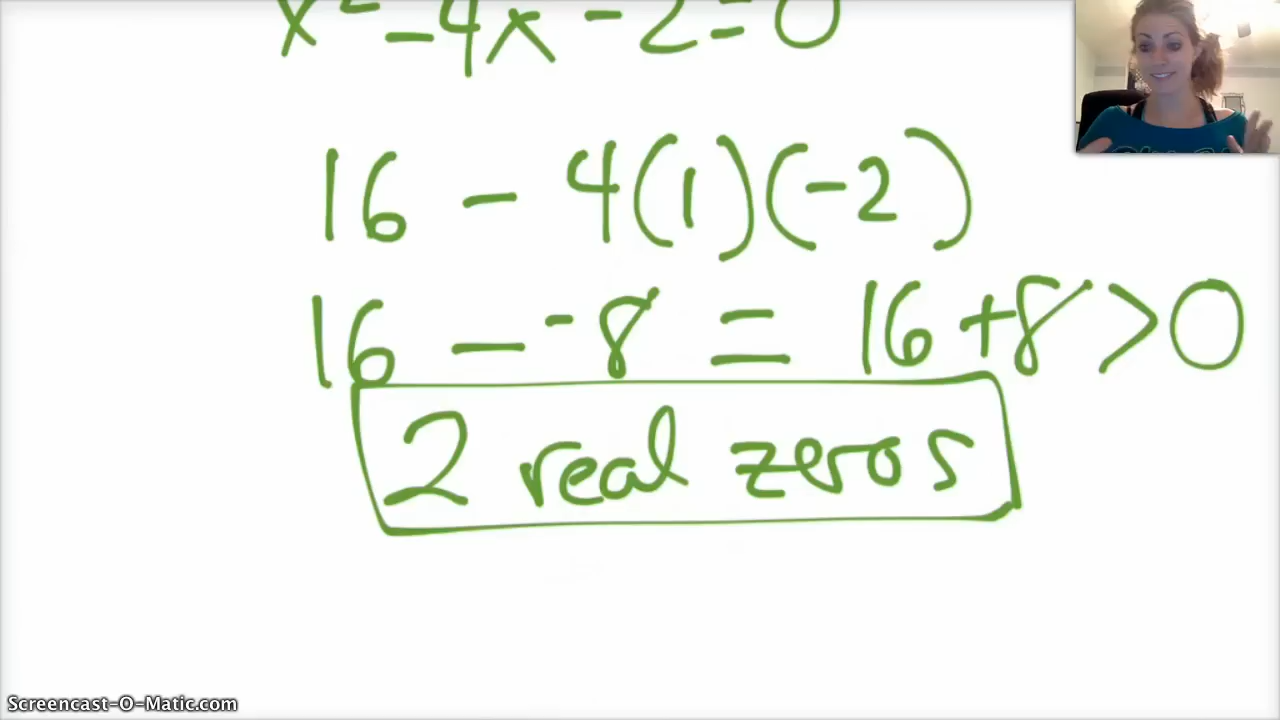 x² - 4x - 2 = 0
16 - 4(1)(-2)
16 - -8 = 16 + 8 > 0
2 real zeros
Screencast-O-Matic.com